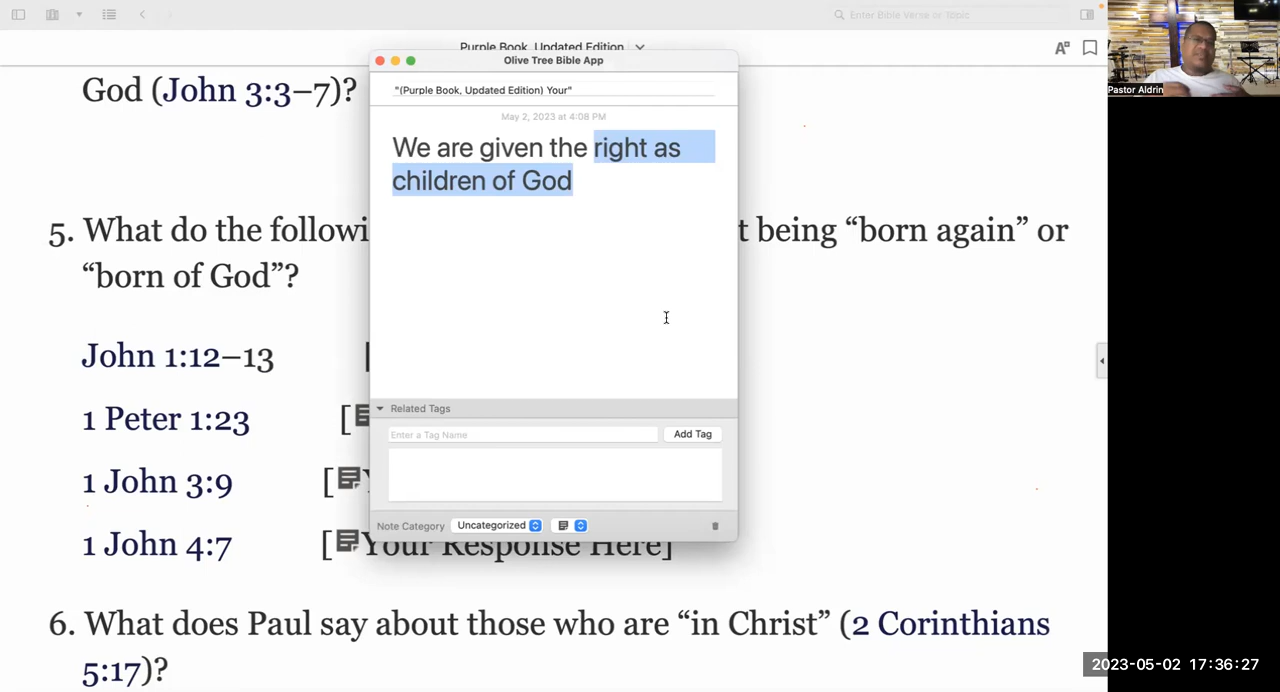 Enter Bible Verse or Topic
Purple Book, Updated Edition
Olive Tree Bible App
"(Purple Book, Updated Edition) Your"
May 2, 2023 at 4:08 PM
We are given the right as
children of God
Related Tags
Enter a Tag Name
Add Tag
Note Category
Uncategorized
God (John 3:3–7)?
5. What do the followi
t being “born again” or
“born of God”?
John 1:12–13 [
1 Peter 1:23 [
1 John 3:9 [
1 John 4:7 [Your Response Here]
6. What does Paul say about those who are “in Christ” (2 Corinthians
5:17)?
Pastor Aldrin
2023-05-02 17:36:27